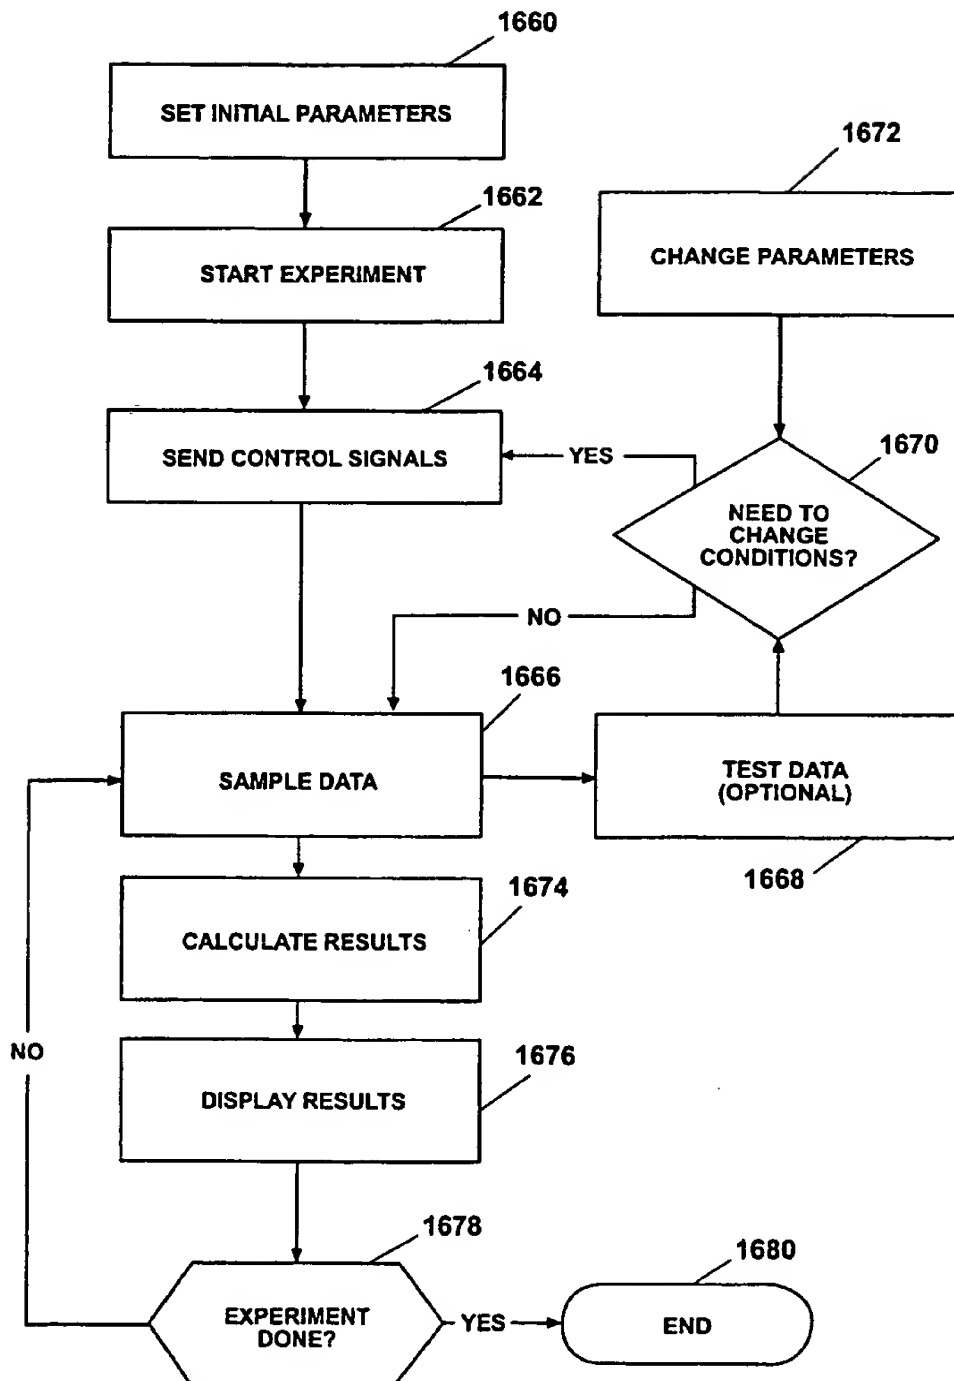 1660
SET INITIAL PARAMETERS
1672
1662
CHANGE PARAMETERS
START EXPERIMENT
1664
1670
SEND CONTROL SIGNALS
YES
NEED TO
CHANGE
CONDITIONS?
NO
1666
SAMPLE DATA
TEST DATA
(OPTIONAL)
1668
1674
CALCULATE RESULTS
NO
1676
DISPLAY RESULTS
1678
1680
EXPERIMENT
DONE?
YES
END